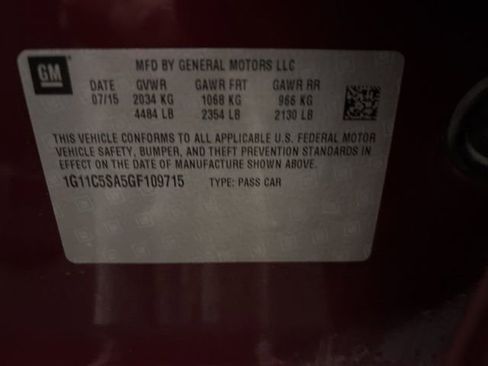 GM
MFD BY GENERAL MOTORS LLC
DATE GVWR GAWR FRT GAWR RR
07/15 2034 KG 1068 KG 966 KG
4484 LB 2354 LB 2130 LB
THIS VEHICLE CONFORMS TO ALL APPLICABLE U.S. FEDERAL MOTOR
VEHICLE SAFETY, BUMPER, AND THEFT PREVENTION STANDARDS IN
EFFECT ON THE DATE OF MANUFACTURE SHOWN ABOVE.
1G11C5SA5GF109715 TYPE: PASS CAR